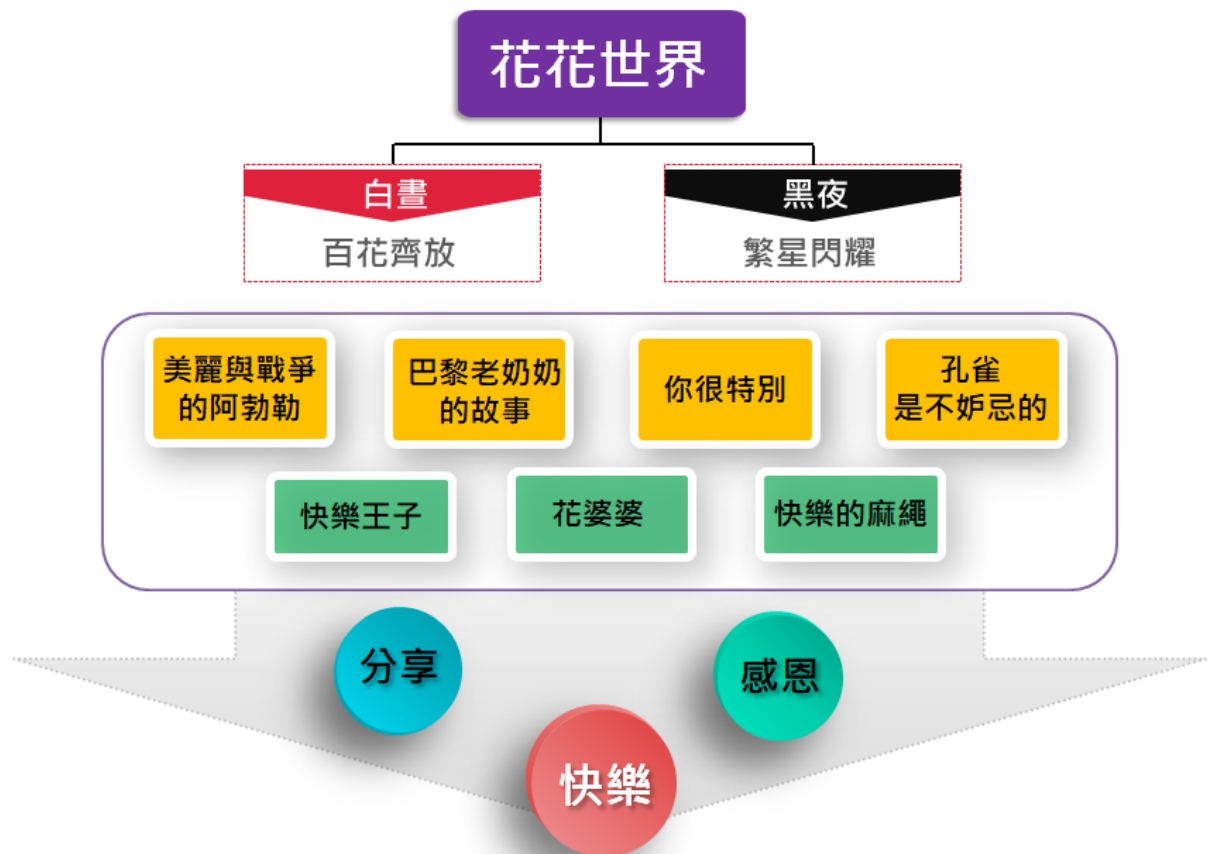 花花世界
白晝
黑夜
百花齊放
繁星閃耀
美麗與戰爭
的阿勃勒
巴黎老奶奶
的故事
你很特別
孔雀
是不妒忌的
快樂王子
花婆婆
快樂的麻繩
分享
感恩
快樂